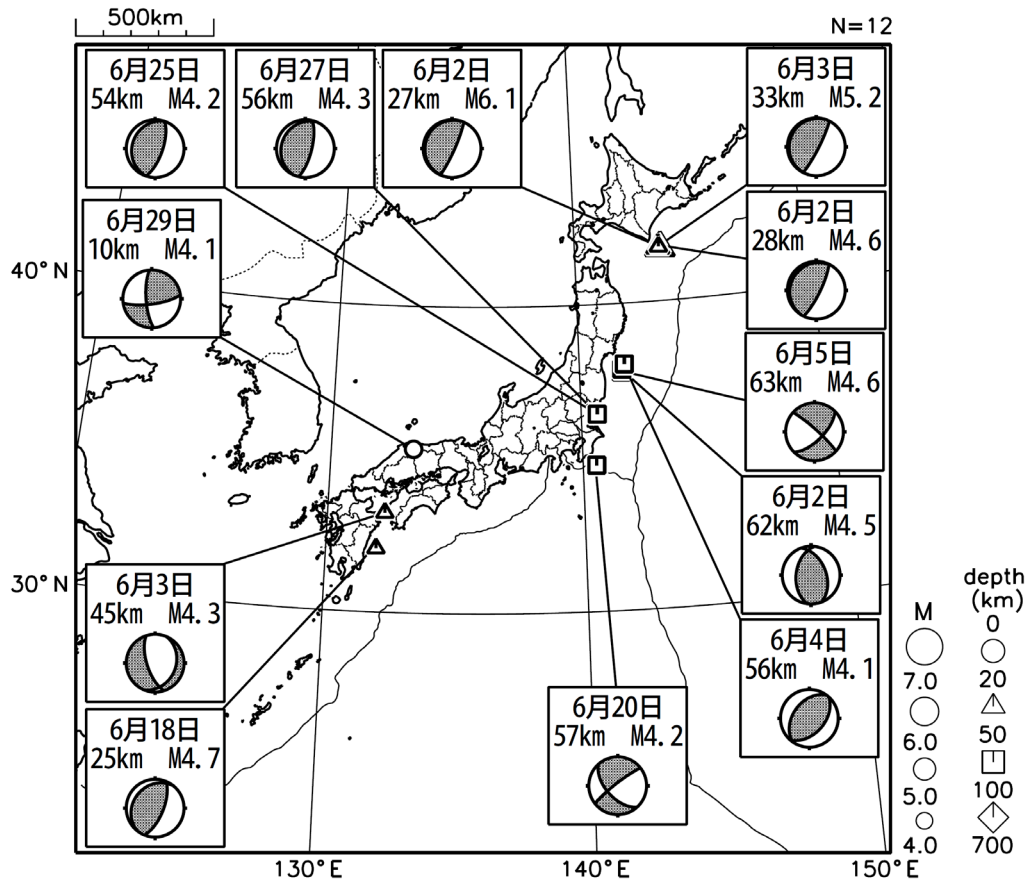 500km
N=12
6月25日
54km M4.2
6月27日
56km M4.3
6月2日
27km M6.1
6月3日
33km M5.2
6月29日
10km M4.1
6月2日
28km M4.6
40°N
6月5日
63km M4.6
6月2日
62km M4.5
6月3日
45km M4.3
30°N
6月4日
56km M4.1
6月18日
25km M4.7
6月20日
57km M4.2
M
7.0
6.0
5.0
4.0
depth
(km)
0
20
50
100
700
130°E
140°E
150°E